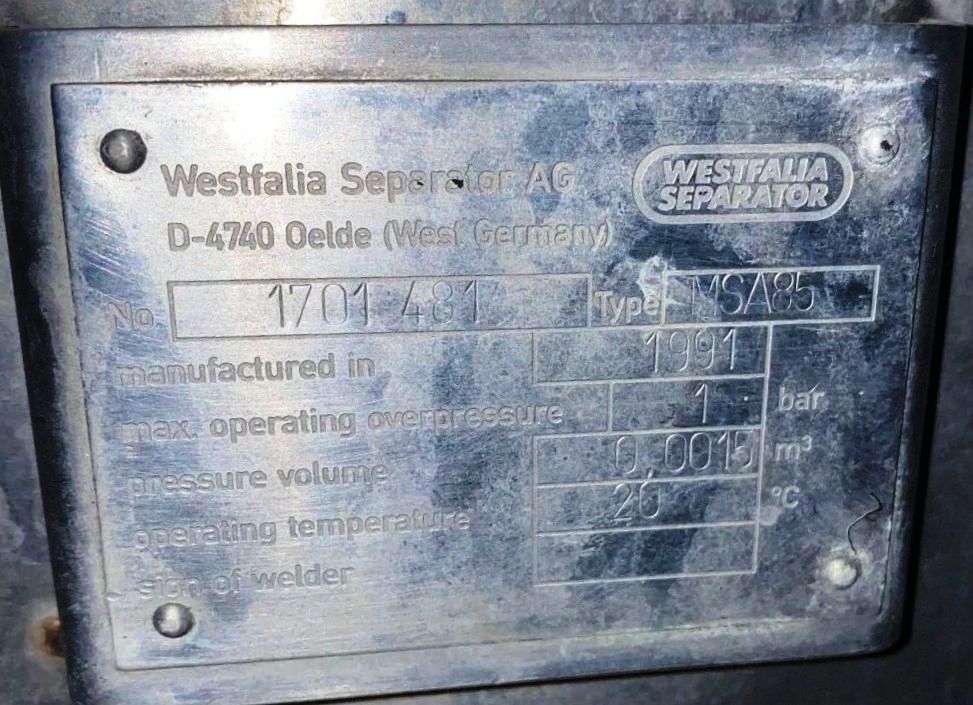 Westfalia Separator AG
WESTFALIA
SEPARATOR
D-4740 Oelde (West Germany)
No. 1701 481 Type MSA85
manufactured in 1991
max. operating overpressure 1 bar
pressure volume 0,0015 m³
operating temperature 20 °C
sign of welder